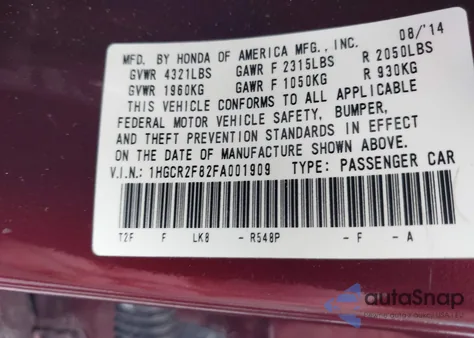 MFD. BY HONDA OF AMERICA MFG., INC. 08/'14
GVWR 4321LBS GAWR F 2315LBS R 2050LBS
GVWR 1960KG GAWR F 1050KG R 930KG
THIS VEHICLE CONFORMS TO ALL APPLICABLE
FEDERAL MOTOR VEHICLE SAFETY, BUMPER,
AND THEFT PREVENTION STANDARDS IN EFFECT
ON THE DATE OF MANUFACTURE SHOWN ABOVE.
V.I.N.: 1HGCR2F82FA001909 TYPE: PASSENGER CAR
T2F F LK8 - R548P - F - A
autoSnap